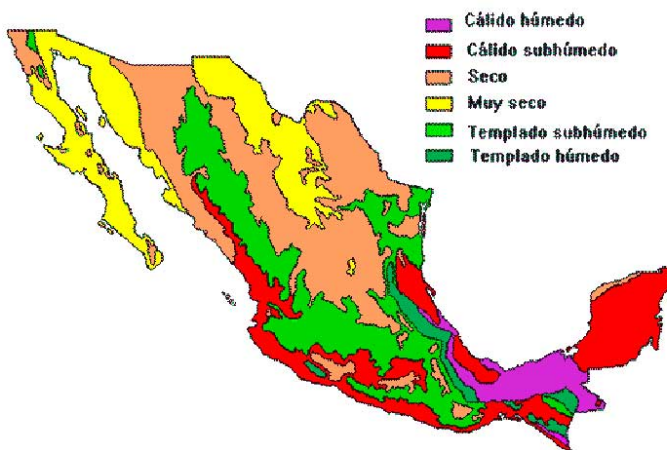 Cálido húmedo
Cálido subhúmedo
Seco
Muy seco
Templado subhúmedo
Templado húmedo